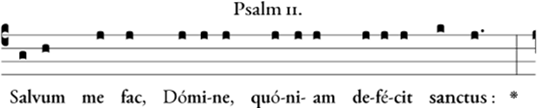 Psalm 11.
Salvum me fac, Dómi-ne, quó-ni- am de-fé-cit sanctus : *